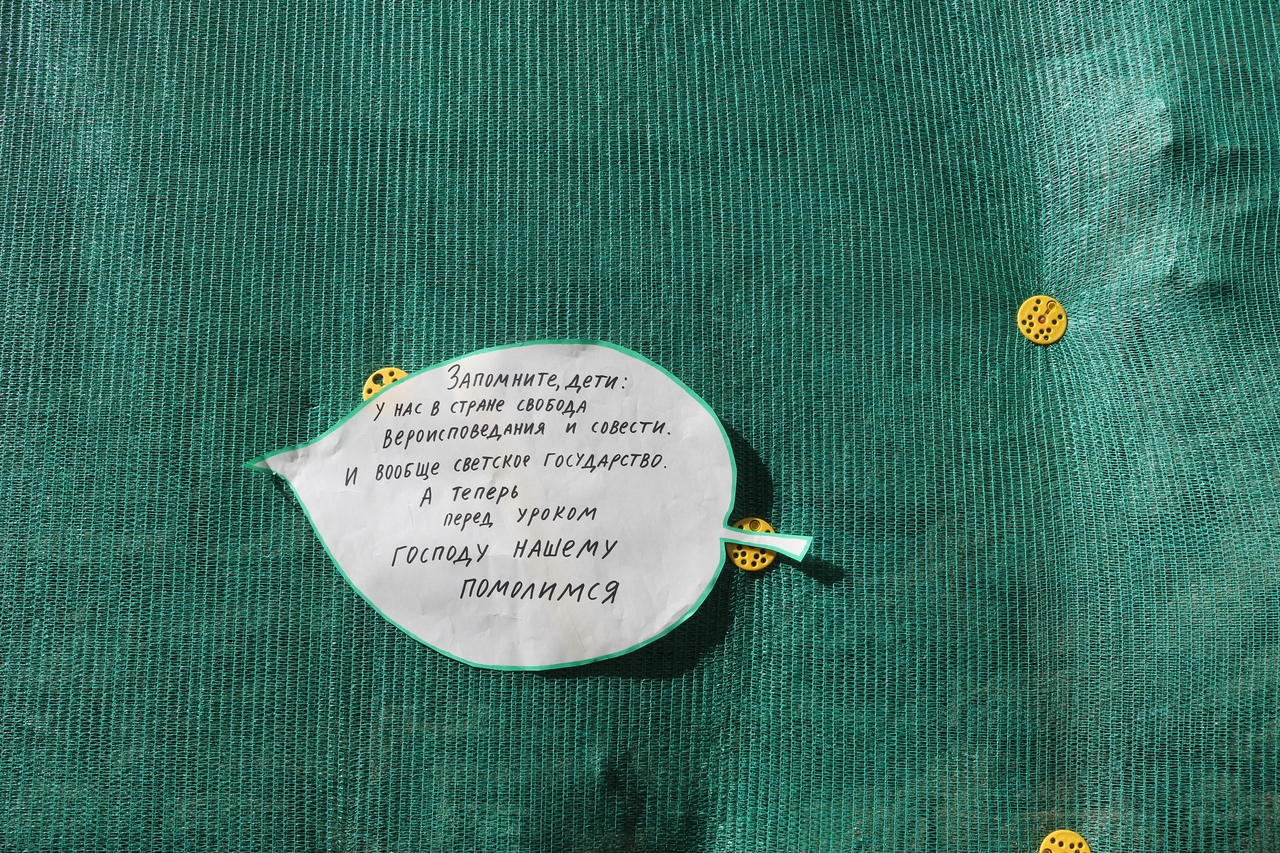 Запомните, дети:
у нас в стране свобода
вероисповедания и совести.
И вообще светское государство.
А теперь
перед уроком
Господу нашему
помолимся